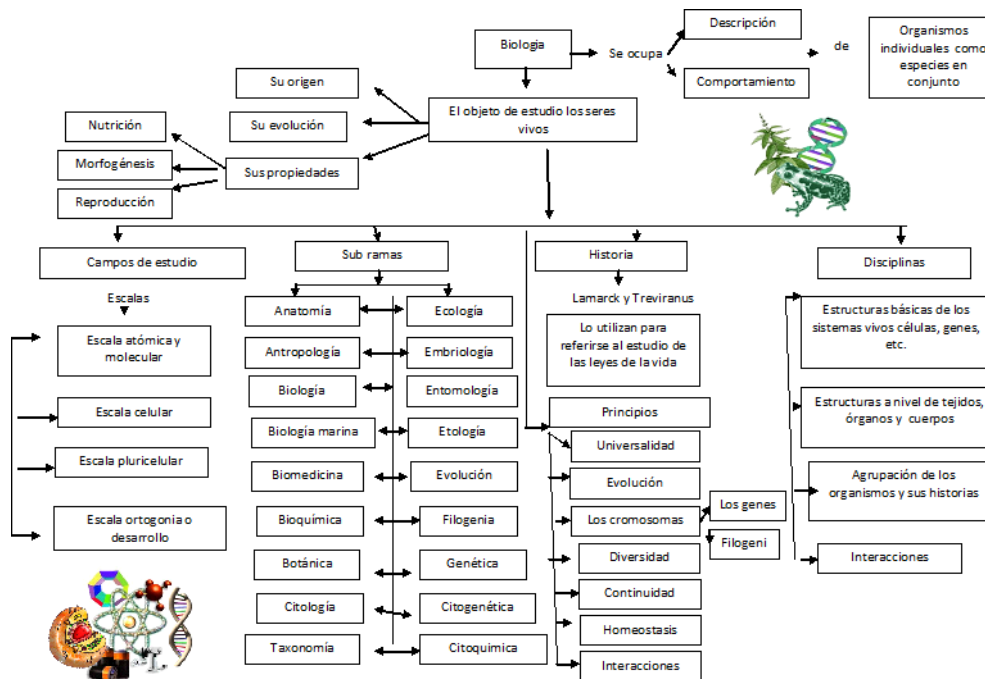 Biologia
Se ocupa
Descripción
Comportamiento
de
Organismos
individuales como
especies en
conjunto
El objeto de estudio los seres
vivos
Su origen
Su evolución
Sus propiedades
Nutrición
Morfogénesis
Reproducción
Campos de estudio
Escalas
Escala atómica y
molecular
Escala celular
Escala pluricelular
Escala ortogonia o
desarrollo
Sub ramas
Anatomía
Ecología
Antropología
Embriología
Biología
Entomología
Biología marina
Etología
Biomedicina
Evolución
Bioquímica
Filogenia
Botánica
Genética
Citología
Citogenética
Taxonomía
Citoquimica
Historia
Lamarck y Treviranus
Lo utilizan para
referirse al estudio de
las leyes de la vida
Principios
Universalidad
Evolución
Los cromosomas
Los genes
Filogeni
Diversidad
Continuidad
Homeostasis
Interacciones
Disciplinas
Estructuras básicas de los
sistemas vivos células, genes,
etc.
Estructuras a nivel de tejidos,
órganos y cuerpos
Agrupación de los
organismos y sus historias
Interacciones